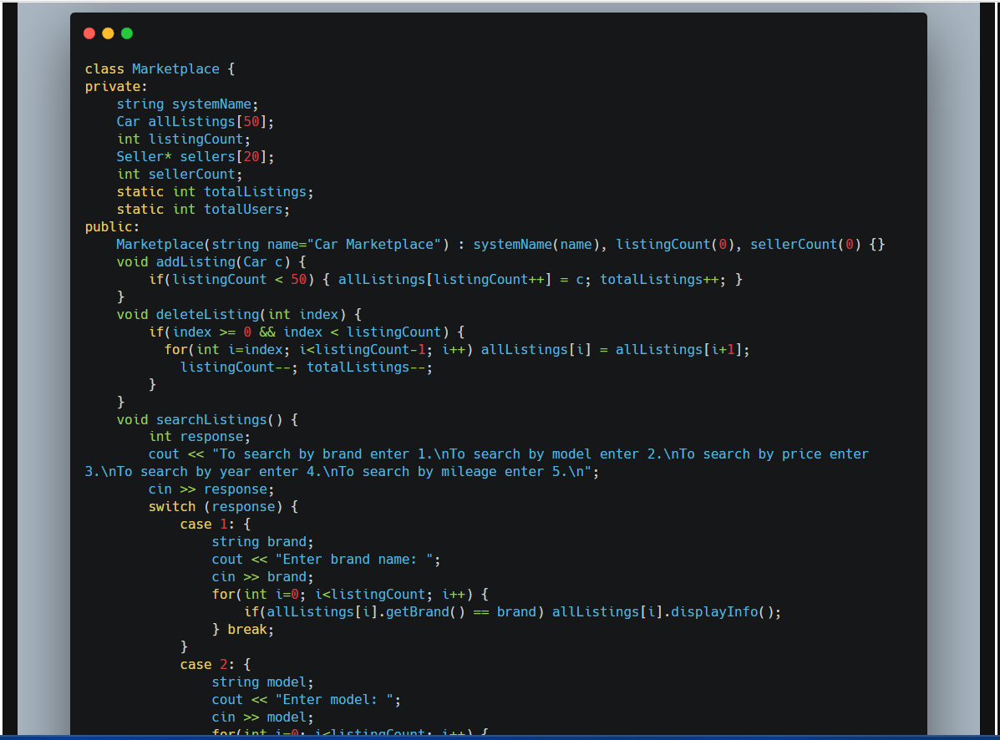 class Marketplace {
private:
    string systemName;
    Car allListings[50];
    int listingCount;
    Seller* sellers[20];
    int sellerCount;
    static int totalListings;
    static int totalUsers;
public:
    Marketplace(string name="Car Marketplace") : systemName(name), listingCount(0), sellerCount(0) {}
    void addListing(Car c) {
        if(listingCount < 50) { allListings[listingCount++] = c; totalListings++; }
    }
    void deleteListing(int index) {
        if(index >= 0 && index < listingCount) {
          for(int i=index; i<listingCount-1; i++) allListings[i] = allListings[i+1];
            listingCount--; totalListings--;
        }
    }
    void searchListings() {
        int response;
        cout << "To search by brand enter 1.\nTo search by model enter 2.\nTo search by price enter
3.\nTo search by year enter 4.\nTo search by mileage enter 5.\n";
        cin >> response;
        switch (response) {
            case 1: {
                string brand;
                cout << "Enter brand name: ";
                cin >> brand;
                for(int i=0; i<listingCount; i++) {
                    if(allListings[i].getBrand() == brand) allListings[i].displayInfo();
                } break;
            }
            case 2: {
                string model;
                cout << "Enter model: ";
                cin >> model;
                for(int i=0; i<listingCount; i++) {